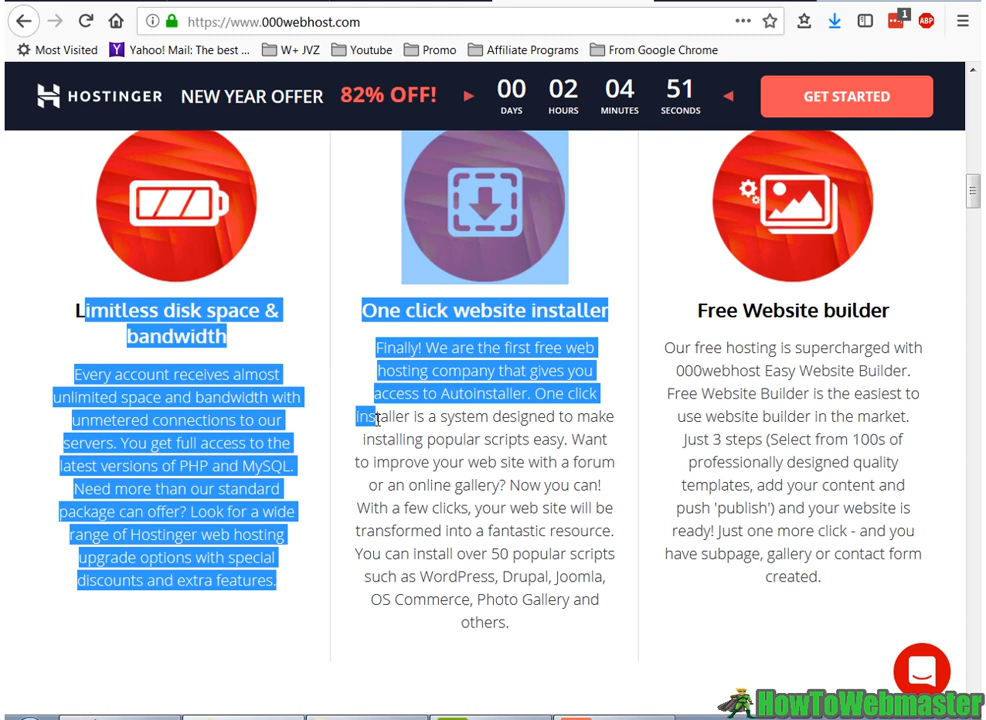 https://www.000webhost.com
1
ABP
Most Visited
Yahoo! Mail: The best ...
W+ JVZ
Youtube
Promo
Affiliate Programs
From Google Chrome
HOSTINGER
NEW YEAR OFFER
82% OFF!
00
02
04
51
DAYS
HOURS
MINUTES
SECONDS
GET STARTED
Limitless disk space &
bandwidth
Every account receives almost
unlimited space and bandwidth with
unmetered connections to our
servers. You get full access to the
latest versions of PHP and MySQL.
Need more than our standard
package can offer? Look for a wide
range of Hostinger web hosting
upgrade options with special
discounts and extra features.
One click website installer
Finally! We are the first free web
hosting company that gives you
access to Autoinstaller. One click
installer is a system designed to make
installing popular scripts easy. Want
to improve your web site with a forum
or an online gallery? Now you can!
With a few clicks, your web site will be
transformed into a fantastic resource.
You can install over 50 popular scripts
such as WordPress, Drupal, Joomla,
OS Commerce, Photo Gallery and
others.
Free Website builder
Our free hosting is supercharged with
000webhost Easy Website Builder.
Free Website Builder is the easiest to
use website builder in the market.
Just 3 steps (Select from 100s of
professionally designed quality
templates, add your content and
push 'publish') and your website is
ready! Just one more click - and you
have subpage, gallery or contact form
created.
HowToWebmaster